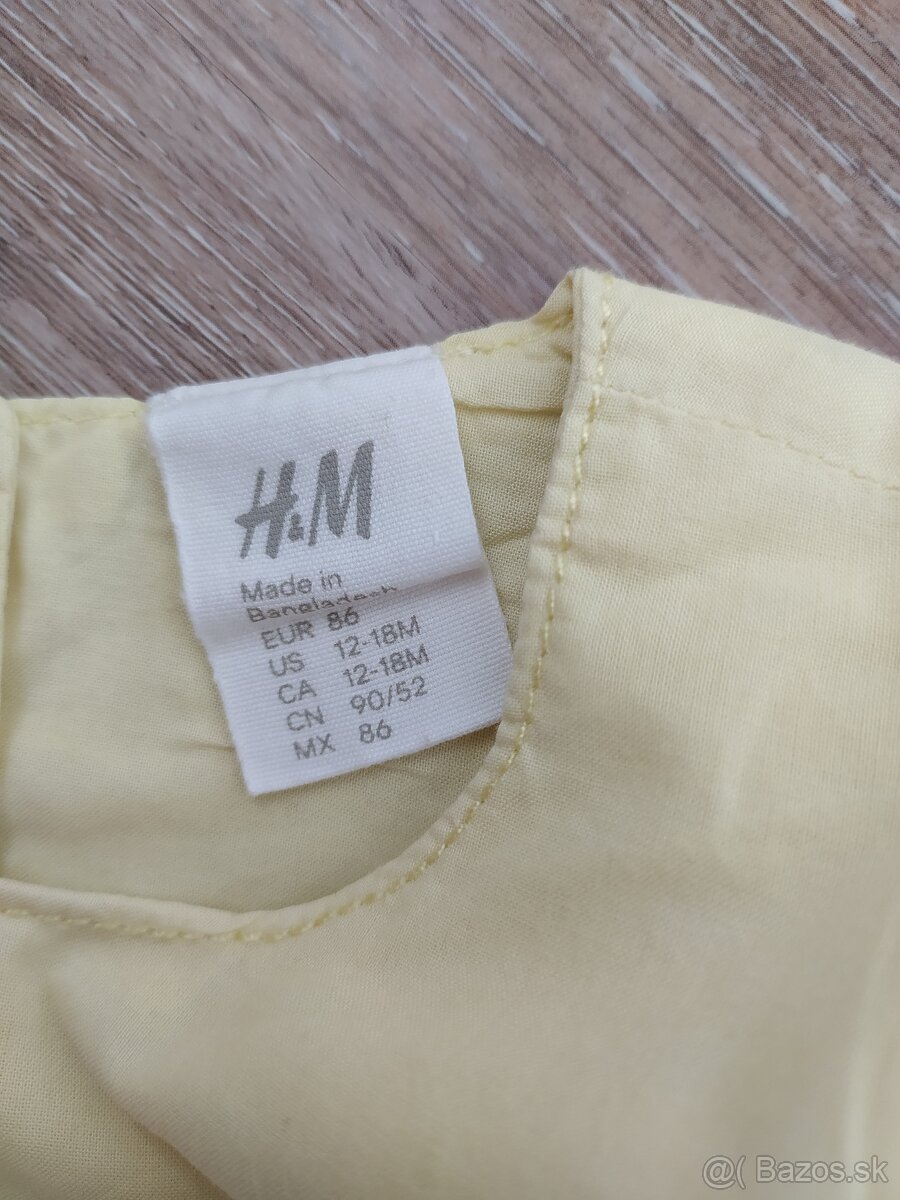 H&M
Made in
Bangladesh
EUR 86
US 12-18M
CA 12-18M
CN 90/52
MX 86
@( Bazos.sk